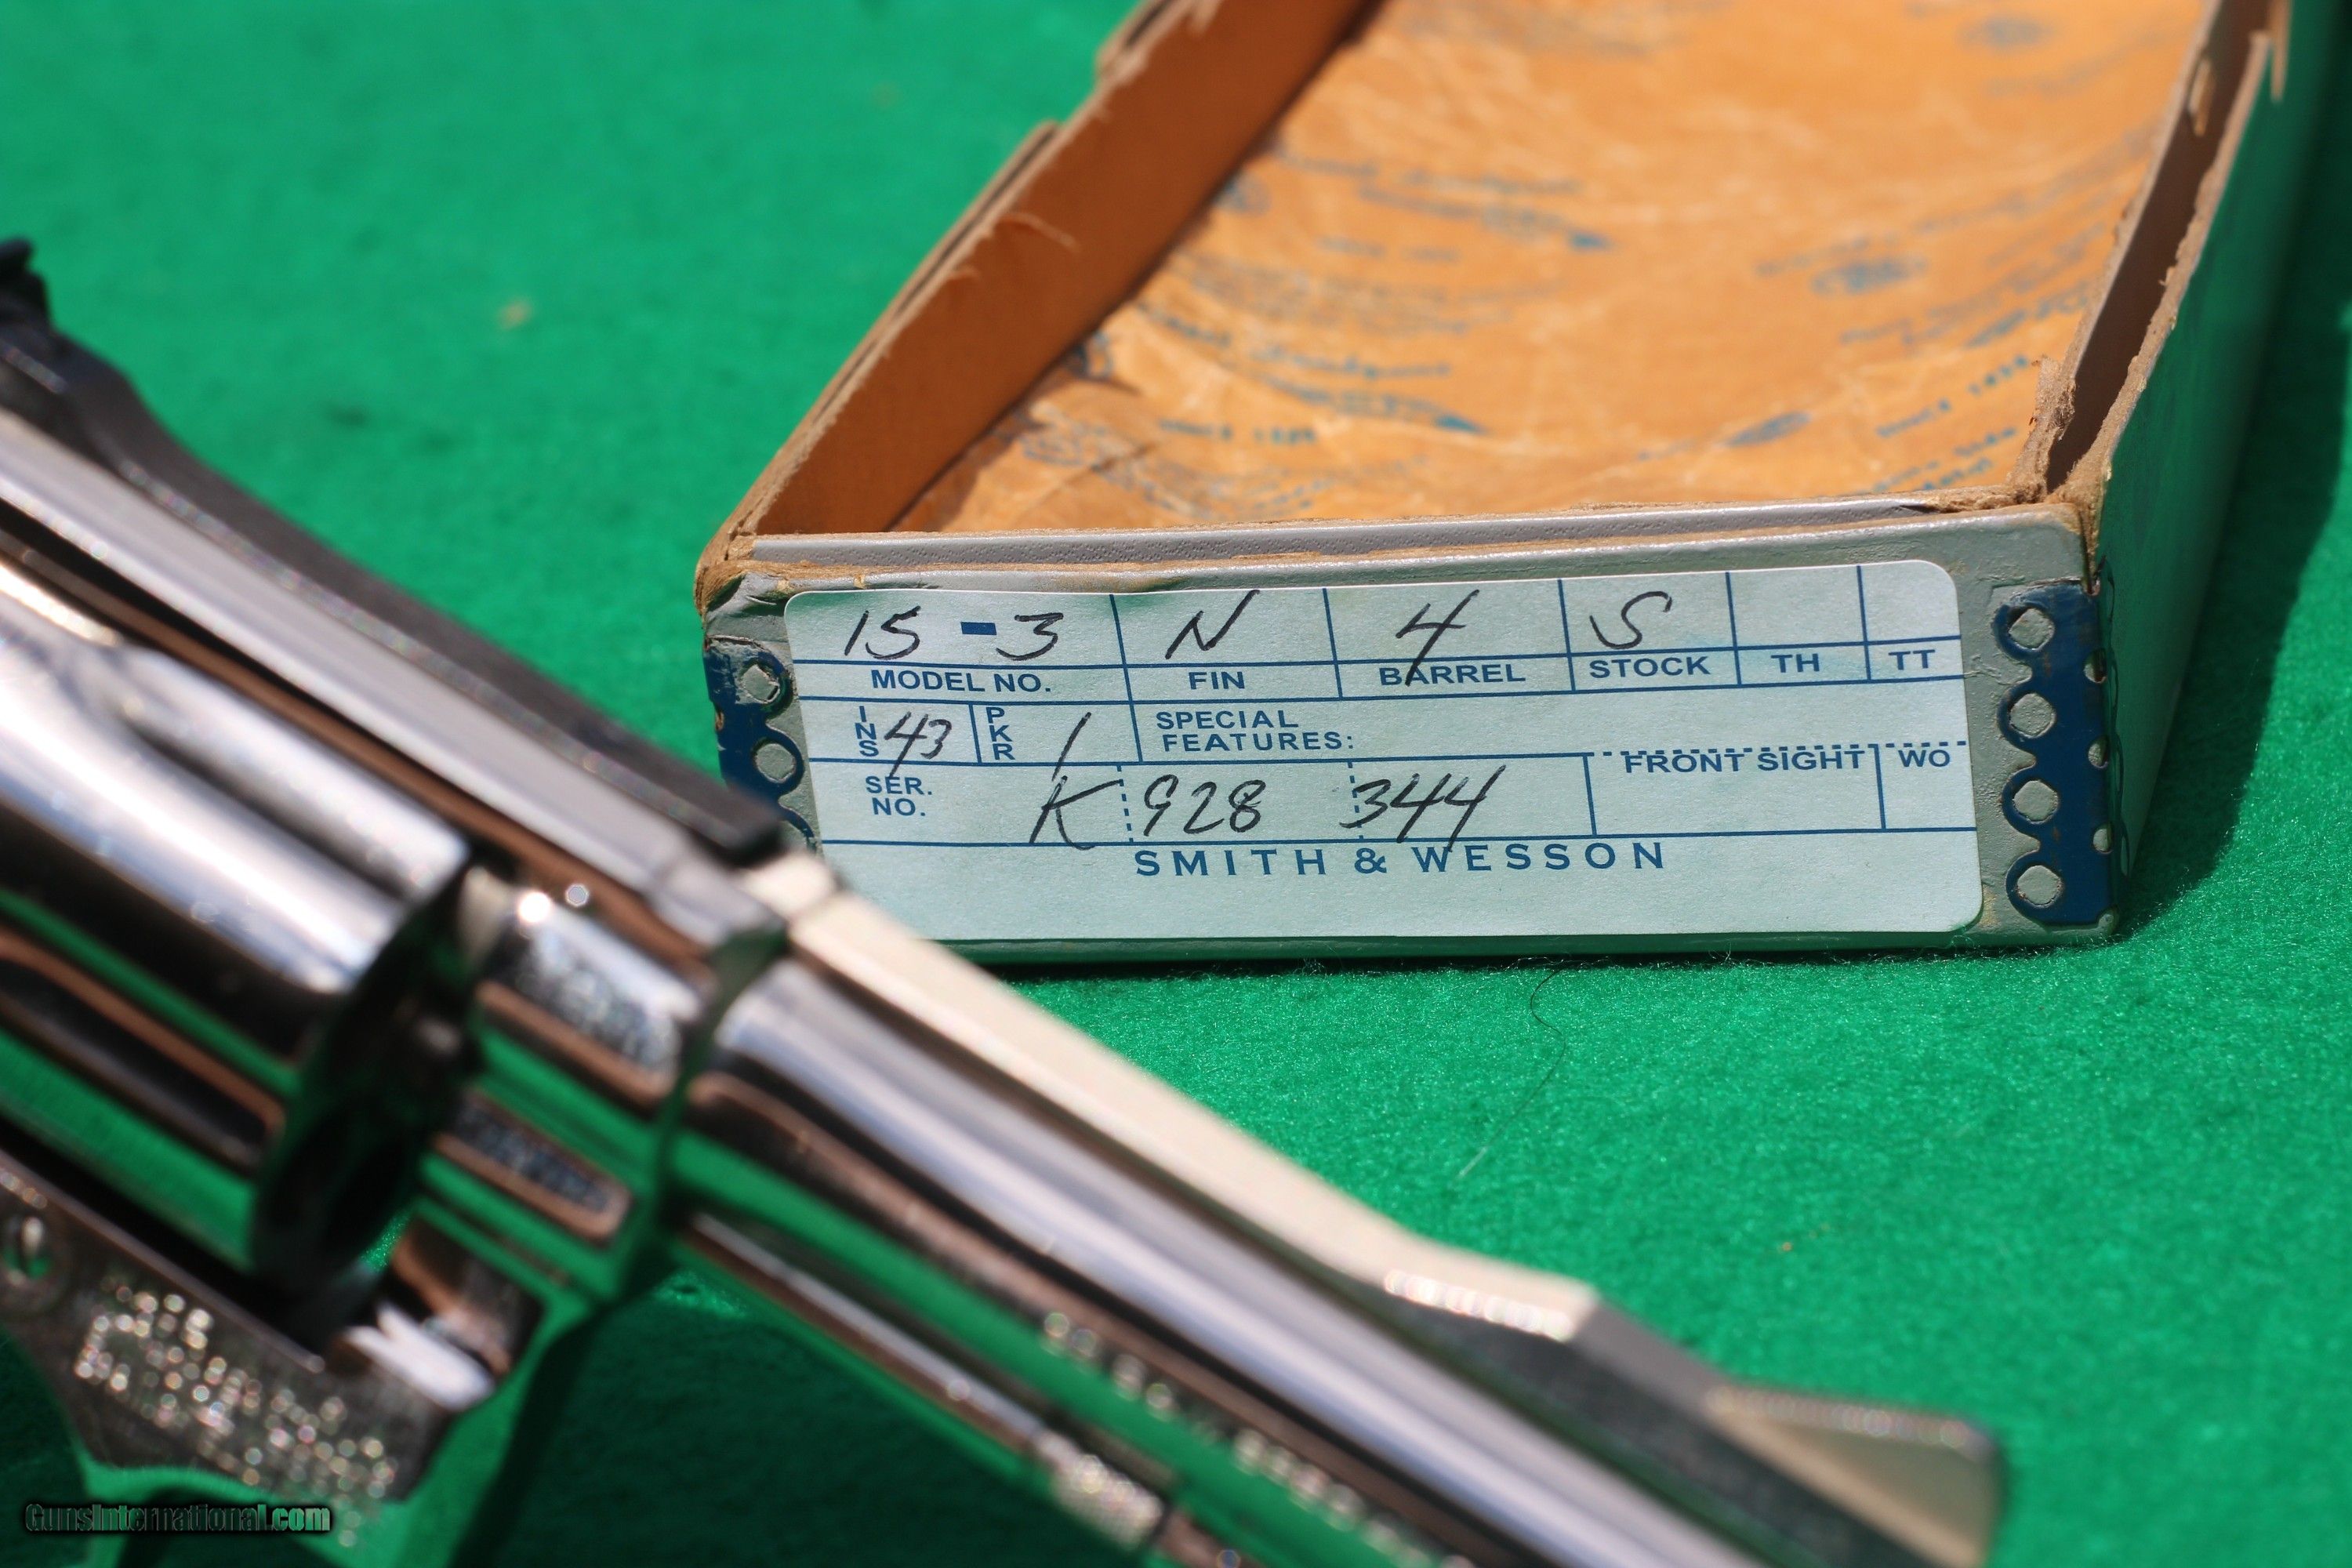 15 - 3 N 4 S
MODEL NO. FIN BARREL STOCK TH TT
INS 43 PKR 1 SPECIAL
FEATURES:
FRONT SIGHT WO
SER.
NO. K 928 344
SMITH & WESSON
GunsInternational.com